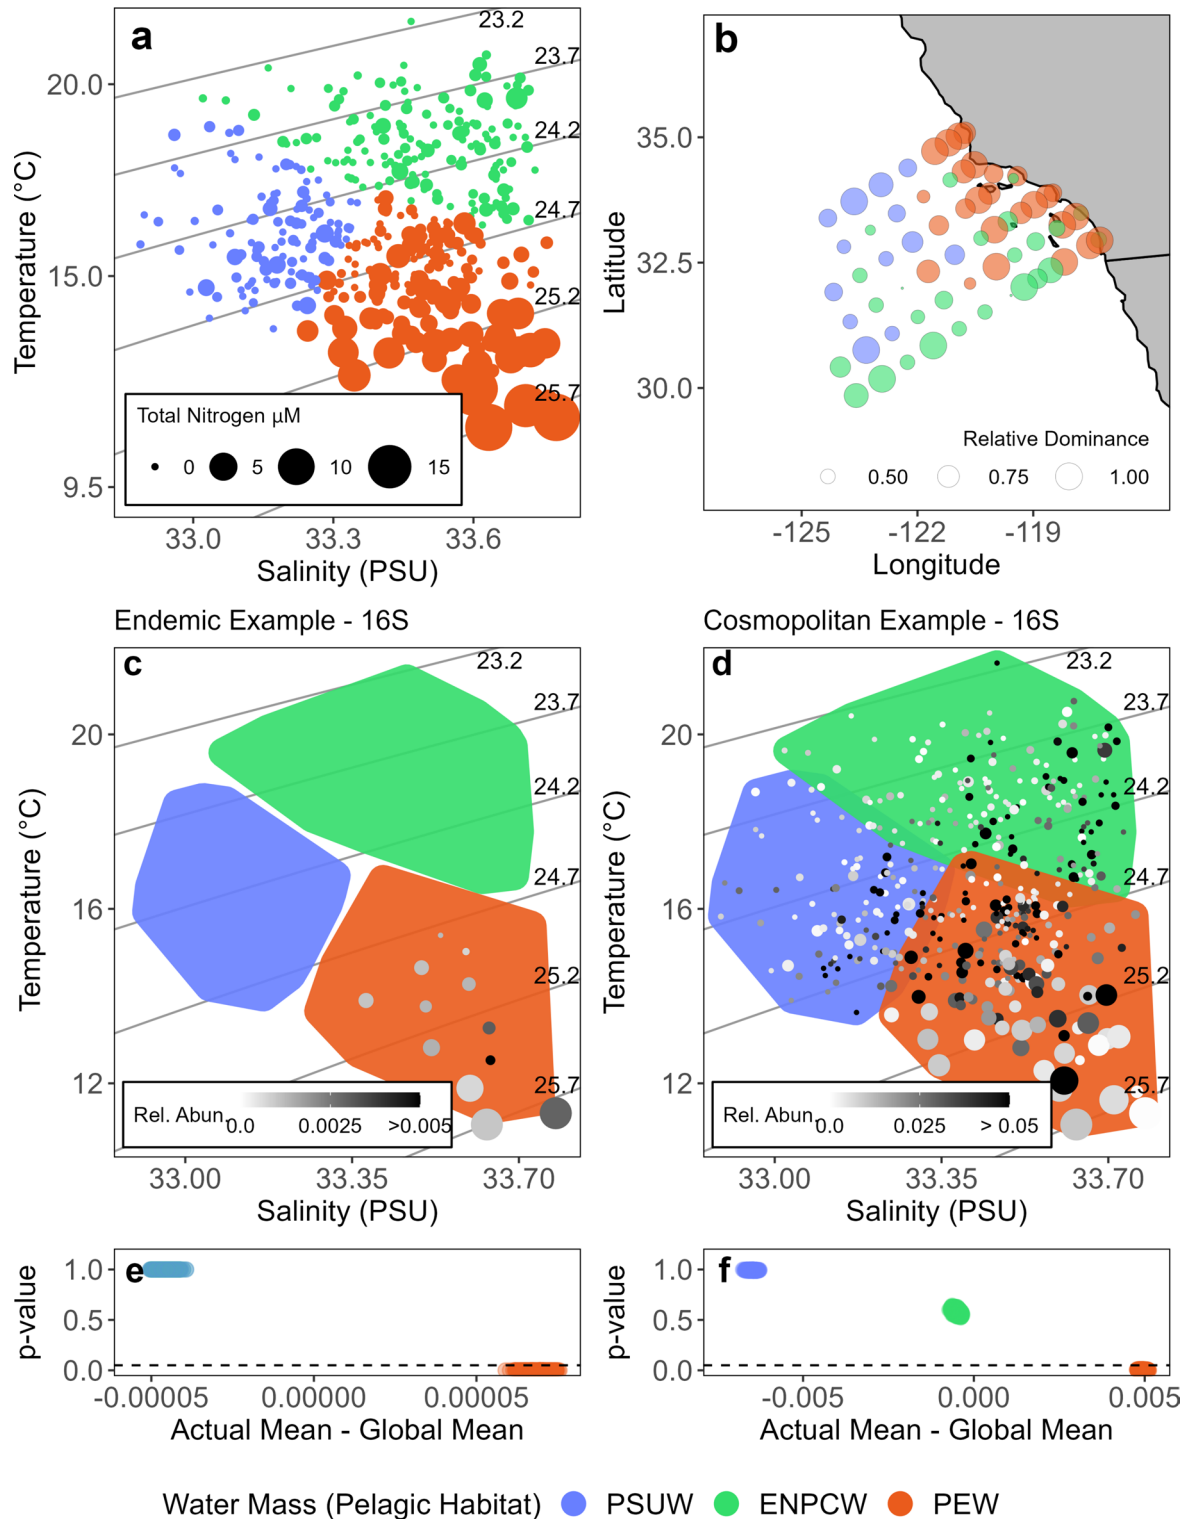 a
23.2
23.7
24.2
24.7
25.2
25.7
20.0
15.0
9.5
Temperature (°C)
Total Nitrogen µM
0 5 10 15
33.0 33.3 33.6
Salinity (PSU)
b
35.0
32.5
30.0
Latitude
Relative Dominance
0.50 0.75 1.00
-125 -122 -119
Longitude
Endemic Example - 16S
c
23.2
23.7
24.2
24.7
25.2
25.7
20
16
12
Temperature (°C)
Rel. Abun.
0.0 0.0025 >0.005
33.00 33.35 33.70
Salinity (PSU)
Cosmopolitan Example - 16S
d
23.2
23.7
24.2
24.7
25.2
25.7
20
16
12
Temperature (°C)
Rel. Abun.
0.0 0.025 > 0.05
33.00 33.35 33.70
Salinity (PSU)
e
1.0
0.5
0.0
p-value
-0.00005 0.00000 0.00005
Actual Mean - Global Mean
f
1.0
0.5
0.0
p-value
-0.005 0.000 0.005
Actual Mean - Global Mean
Water Mass (Pelagic Habitat) PSUW ENPCW PEW